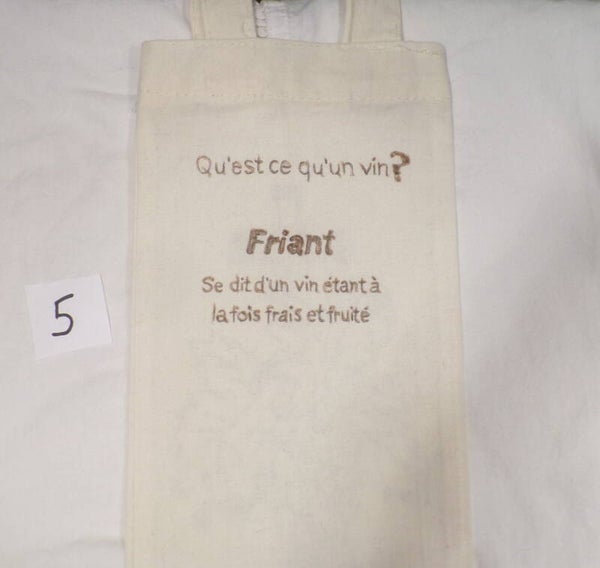 Qu'est ce qu'un vin?
Friant
Se dit d'un vin étant à
la fois frais et fruité
5